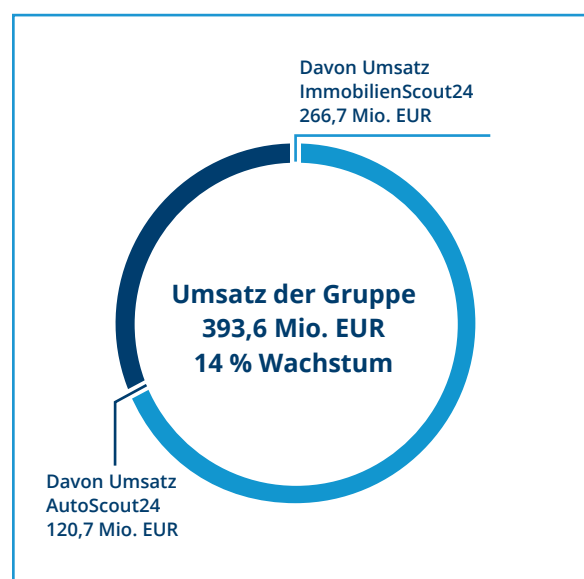 Davon Umsatz
ImmobilienScout24
266,7 Mio. EUR
Umsatz der Gruppe
393,6 Mio. EUR
14 % Wachstum
Davon Umsatz
AutoScout24
120,7 Mio. EUR